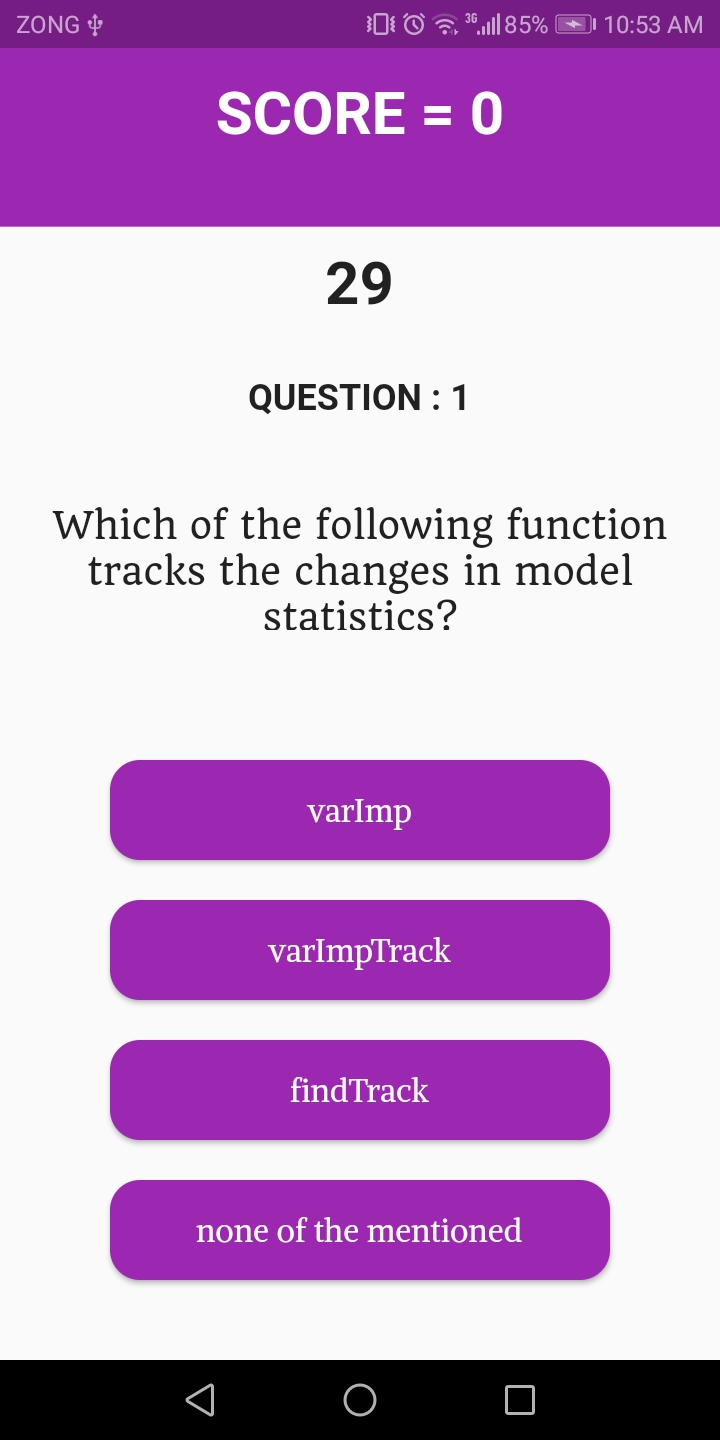 ZONG 3G 85% 10:53 AM
SCORE = 0
29
QUESTION : 1
Which of the following function
tracks the changes in model
statistics?
varImp
varImpTrack
findTrack
none of the mentioned